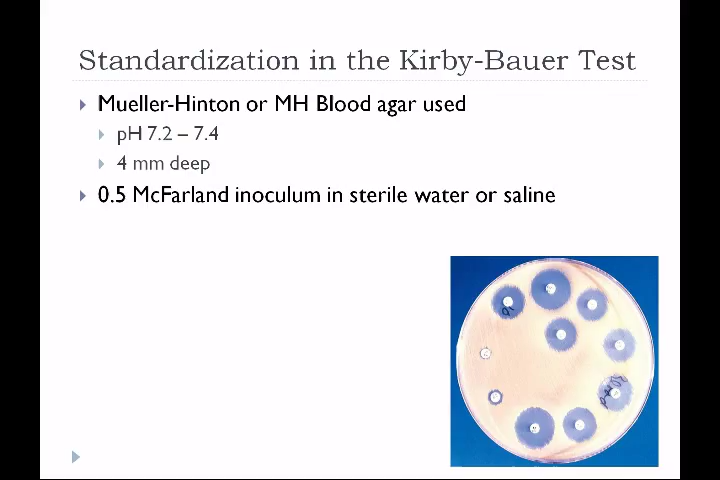 Standardization in the Kirby-Bauer Test
Mueller-Hinton or MH Blood agar used
pH 7.2 – 7.4
4 mm deep
0.5 McFarland inoculum in sterile water or saline